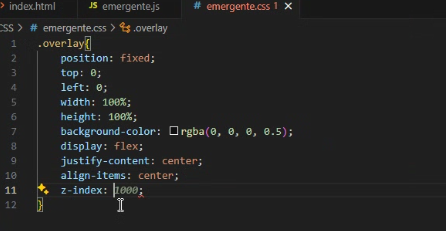 index.html
emergente.js
emergente.css 1
CSS > emergente.css > .overlay
1 .overlay{
2 position: fixed;
3 top: 0;
4 left: 0;
5 width: 100%;
6 height: 100%;
7 background-color: rgba(0, 0, 0, 0.5);
8 display: flex;
9 justify-content: center;
10 align-items: center;
11 z-index: 1000;
12 }